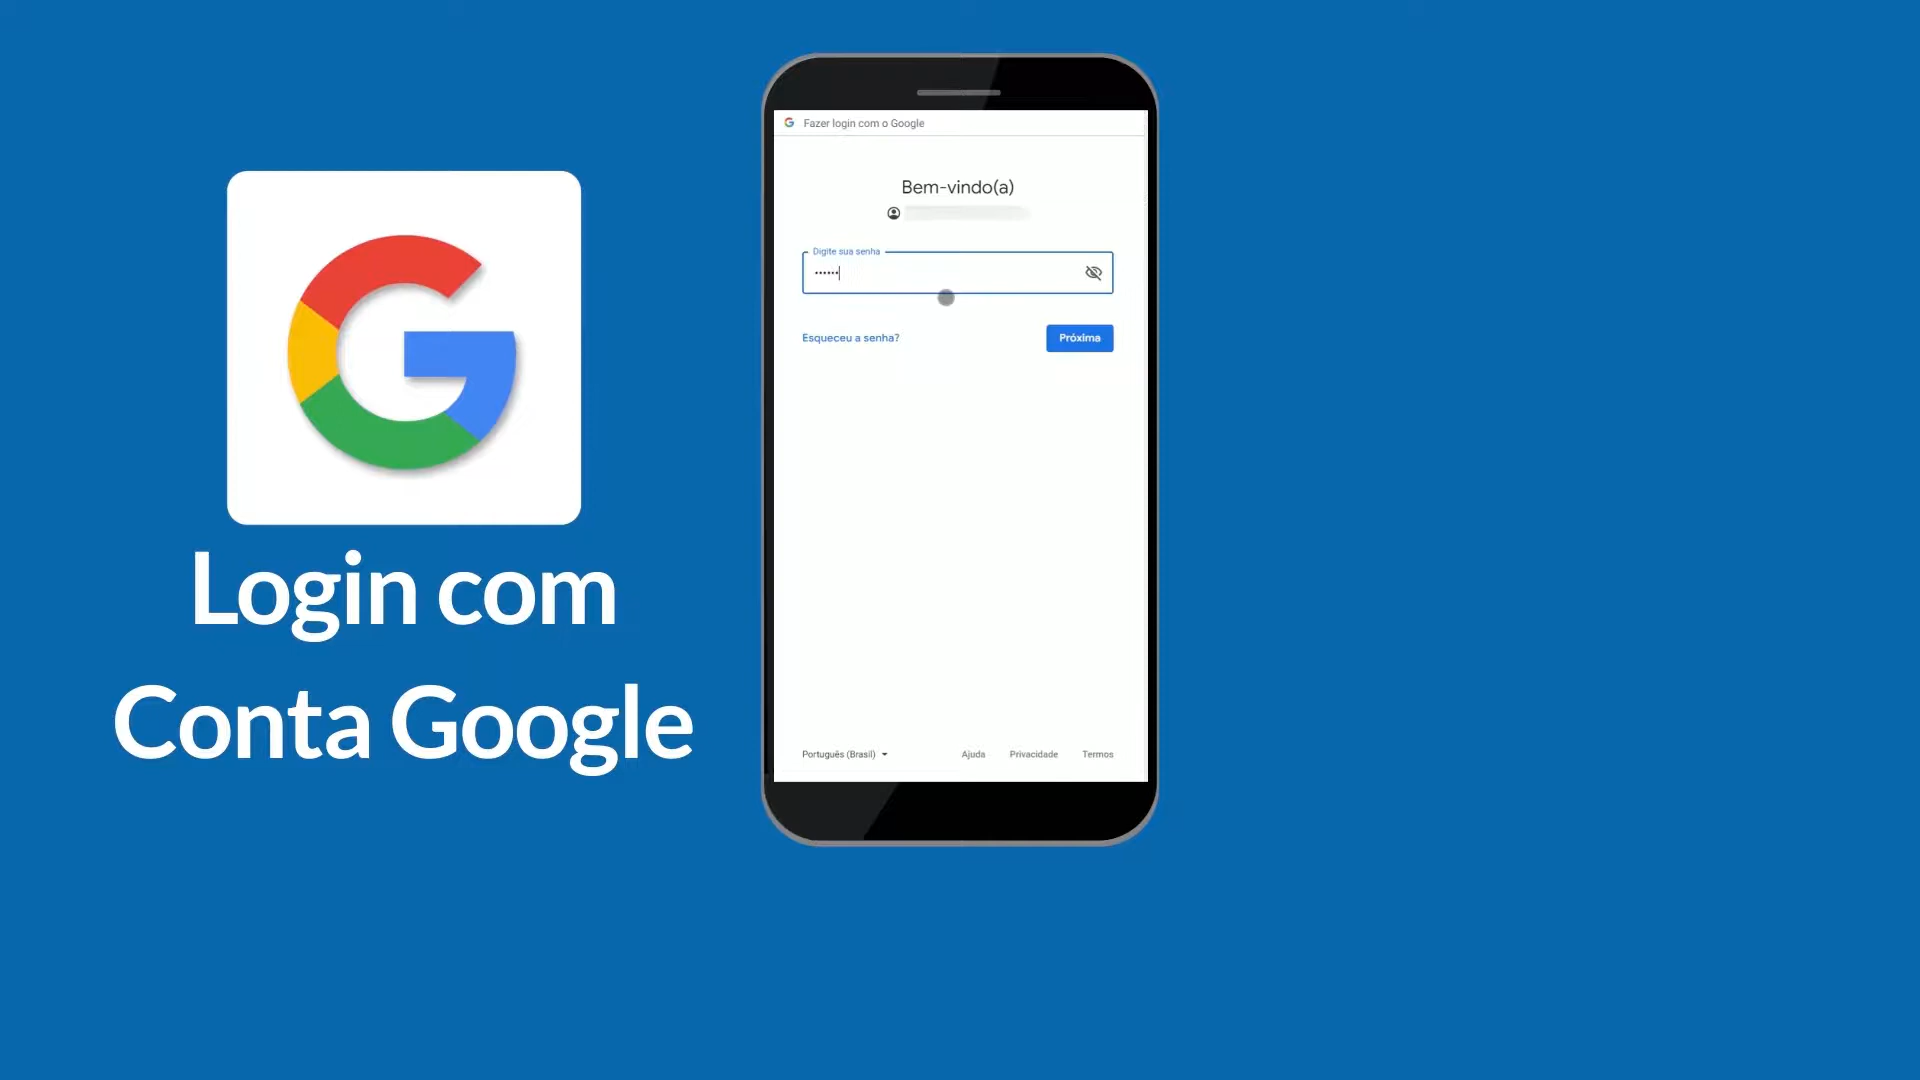 Login com
Conta Google
Fazer login com o Google
Bem-vindo(a)
Digite sua senha
••••••
Esqueceu a senha?
Próxima
Português (Brasil)
Ajuda
Privacidade
Termos